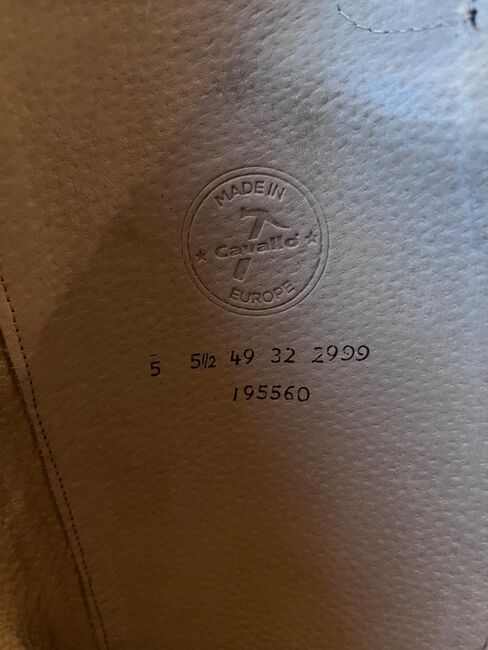 MADE IN
★ Cavallo ★
EUROPE
5 5½ 49 32 2999
195560